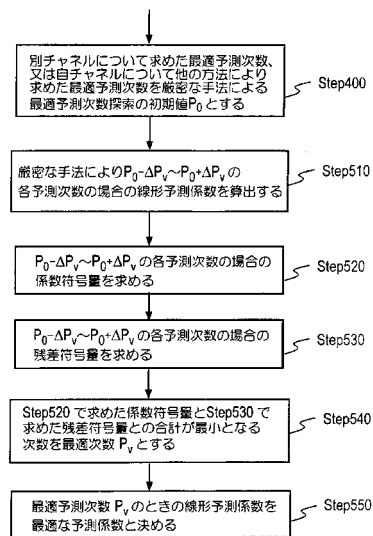 別チャネルについて求めた最適予測次数、
又は自チャネルについて他の方法により
求めた最適予測次数を厳密な手法による
最適予測次数探索の初期値P₀とする
Step400
厳密な手法によりP₀-ΔPᵥ~P₀+ΔPᵥの
各予測次数の場合の線形予測係数を算出する
Step510
P₀-ΔPᵥ~P₀+ΔPᵥの各予測次数の場合の
係数符号量を求める
Step520
P₀-ΔPᵥ~P₀+ΔPᵥの各予測次数の場合の
残差符号量を求める
Step530
Step520で求めた係数符号量とStep530で
求めた残差符号量との合計が最小となる
次数を最適次数Pᵥとする
Step540
最適予測次数Pᵥのときの線形予測係数を
最適な予測係数と決める
Step550